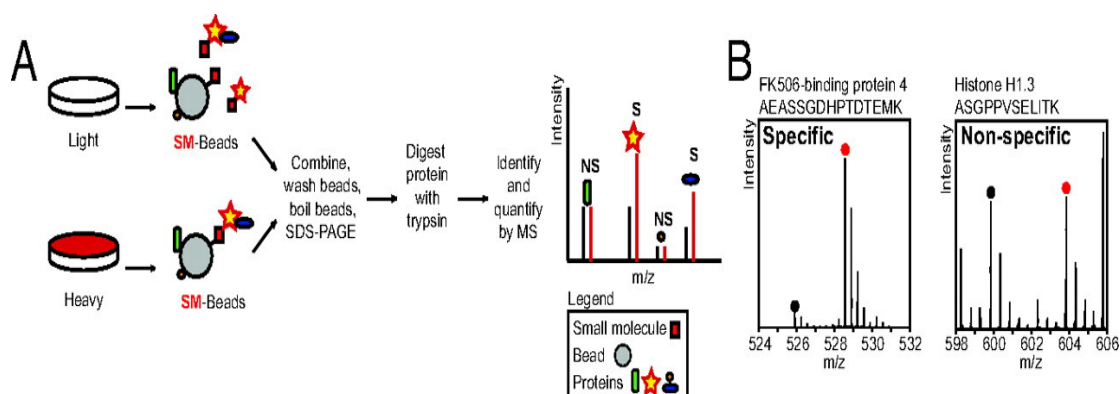 A
Light
SM-Beads
Heavy
SM-Beads
Combine,
wash beads,
boil beads,
SDS-PAGE
Digest
protein
with
trypsin
Identify
and
quantify
by MS
Intensity
NS
S
NS
S
m/z
Legend
Small molecule
Bead
Proteins
B
FK506-binding protein 4
AEASSGDHPTDTEMK
Specific
Intensity
524 526 528 530 532
m/z
Histone H1.3
ASGPPVSELITK
Non-specific
Intensity
598 600 602 604 606
m/z